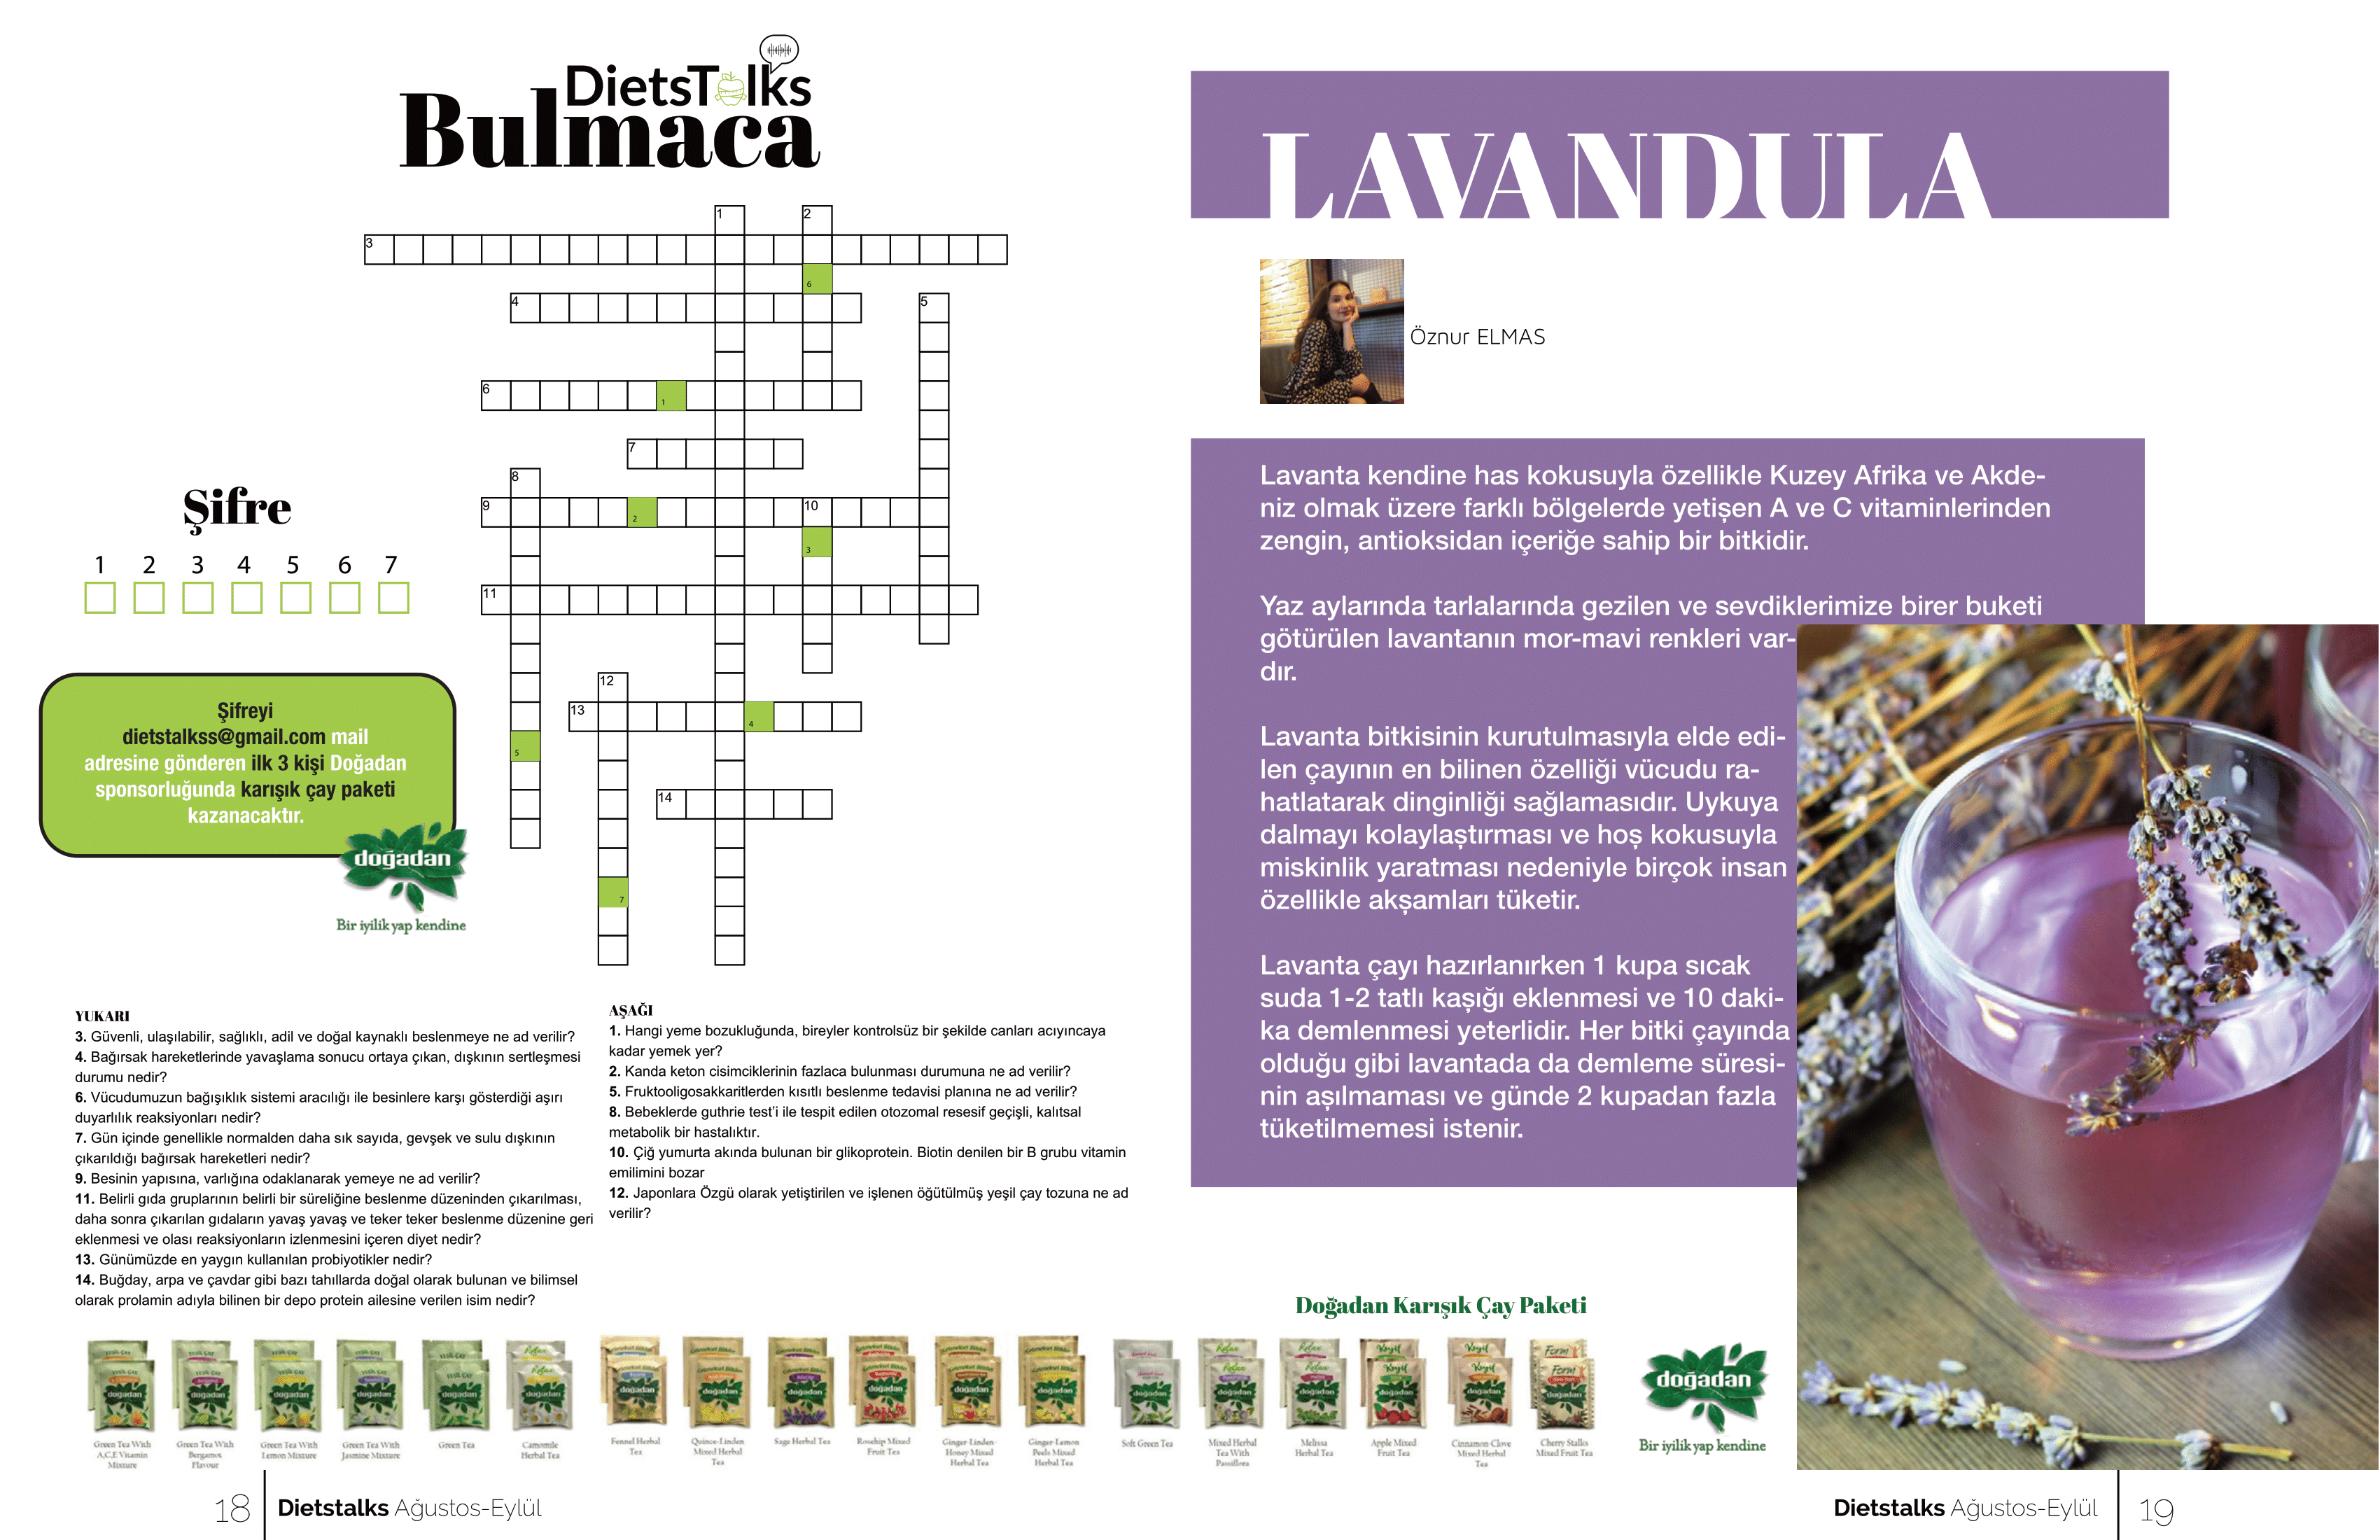 DietsTalks
Bulmaca
1
2
3
6
4
5
6
1
7
8
9
2
10
3
11
12
13
4
5
14
7
Şifre
1 2 3 4 5 6 7
Şifreyi
dietstalkss@gmail.com mail
adresine gönderen ilk 3 kişi Doğadan
sponsorluğunda karışık çay paketi
kazanacaktır.
doğadan
Bir iyilik yap kendine
YUKARI
3. Güvenli, ulaşılabilir, sağlıklı, adil ve doğal kaynaklı beslenmeye ne ad verilir?
4. Bağırsak hareketlerinde yavaşlama sonucu ortaya çıkan, dışkının sertleşmesi
durumu nedir?
6. Vücudumuzun bağışıklık sistemi aracılığı ile besinlere karşı gösterdiği aşırı
duyarlılık reaksiyonları nedir?
7. Gün içinde genellikle normalden daha sık sayıda, gevşek ve sulu dışkının
çıkarıldığı bağırsak hareketleri nedir?
9. Besinin yapısına, varlığına odaklanarak yemeye ne ad verilir?
11. Belirli gıda gruplarının belirli bir süreliğine beslenme düzeninden çıkarılması,
daha sonra çıkarılan gıdaların yavaş yavaş ve teker teker beslenme düzenine geri
eklenmesi ve olası reaksiyonların izlenmesini içeren diyet nedir?
13. Günümüzde en yaygın kullanılan probiyotikler nedir?
14. Buğday, arpa ve çavdar gibi bazı tahıllarda doğal olarak bulunan ve bilimsel
olarak prolamin adıyla bilinen bir depo protein ailesine verilen isim nedir?
AŞAĞI
1. Hangi yeme bozukluğunda, bireyler kontrolsüz bir şekilde canları acıyıncaya
kadar yemek yer?
2. Kanda keton cisimciklerinin fazlaca bulunması durumuna ne ad verilir?
5. Fruktooligosakkaritlerden kısıtlı beslenme tedavisi planına ne ad verilir?
8. Bebeklerde guthrie test'i ile tespit edilen otozomal resesif geçişli, kalıtsal
metabolik bir hastalıktır.
10. Çiğ yumurta akında bulunan bir glikoprotein. Biotin denilen bir B grubu vitamin
emilimini bozar
12. Japonlara Özgü olarak yetiştirilen ve işlenen öğütülmüş yeşil çay tozuna ne ad
verilir?
LAVANDULA
Öznur ELMAS
Lavanta kendine has kokusuyla özellikle Kuzey Afrika ve Akde-
niz olmak üzere farklı bölgelerde yetişen A ve C vitaminlerinden
zengin, antioksidan içeriğe sahip bir bitkidir.
Yaz aylarında tarlalarında gezilen ve sevdiklerimize birer buketi
götürülen lavantanın mor-mavi renkleri var-
dır.
Lavanta bitkisinin kurutulmasıyla elde edi-
len çayının en bilinen özelliği vücudu ra-
hatlatarak dinginliği sağlamasıdır. Uykuya
dalmayı kolaylaştırması ve hoş kokusuyla
miskinlik yaratması nedeniyle birçok insan
özellikle akşamları tüketir.
Lavanta çayı hazırlanırken 1 kupa sıcak
suda 1-2 tatlı kaşığı eklenmesi ve 10 daki-
ka demlenmesi yeterlidir. Her bitki çayında
olduğu gibi lavantada da demleme süresi-
nin aşılmaması ve günde 2 kupadan fazla
tüketilmemesi istenir.
Doğadan Karışık Çay Paketi
Green Tea With
A,C,E Vitamin
Mixture
Green Tea With
Bergamot
Flavour
Green Tea With
Lemon Mixture
Green Tea With
Jasmine Mixture
Green Tea
Camomile
Herbal Tea
Fennel Herbal
Tea
Quince-Linden
Mixed Herbal
Tea
Sage Herbal Tea
Rosehip Mixed
Fruit Tea
Ginger-Linden-
Honey Mixed
Herbal Tea
Ginger-Lemon
Peels Mixed
Herbal Tea
Soft Green Tea
Mixed Herbal
Tea With
Passiflora
Melissa
Herbal Tea
Apple Mixed
Fruit Tea
Cinnamon-Clove
Mixed Herbal
Tea
Cherry Stalks
Mixed Fruit Tea
doğadan
Bir iyilik yap kendine
18 Dietstalks Ağustos-Eylül
Dietstalks Ağustos-Eylül 19